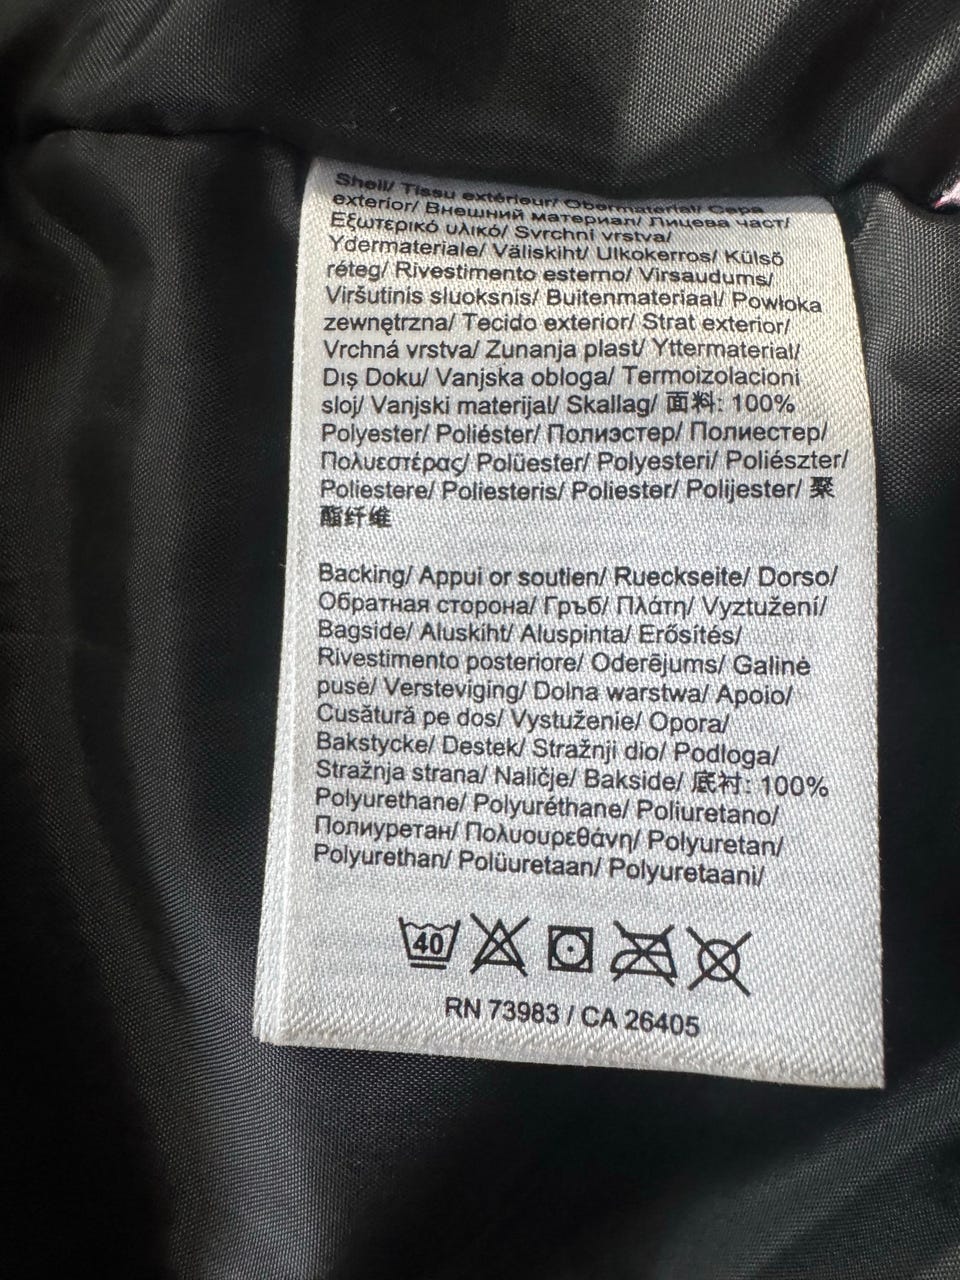 Shell/ Tissu extérieur/ Obermaterial/ Capa
exterior/ Внешний материал/ Лицева част/
Εξωτερικό υλικό/ Svrchní vrstva/
Ydermateriale/ Väliskiht/ Ulkokerros/ Külső
réteg/ Rivestimento esterno/ Virsaudums/
Viršutinis sluoksnis/ Buitenmateriaal/ Powłoka
zewnętrzna/ Tecido exterior/ Strat exterior/
Vrchná vrstva/ Zunanja plast/ Yttermaterial/
Dış Doku/ Vanjska obloga/ Termoizolacioni
sloj/ Vanjski materijal/ Skallag/ 面料: 100%
Polyester/ Poliéster/ Полиэстер/ Полиестер/
Πολυεστέρας/ Polüester/ Polyesteri/ Poliészter/
Poliestere/ Poliesteris/ Poliester/ Polijester/ 聚
酯纤维
Backing/ Appui or soutien/ Rueckseite/ Dorso/
Обратная сторона/ Гръб/ Πλάτη/ Vyztužení/
Bagside/ Aluskiht/ Aluspinta/ Erősítés/
Rivestimento posteriore/ Oderējums/ Galinė
pusė/ Versteviging/ Dolna warstwa/ Apoio/
Cusătură pe dos/ Vystuženie/ Opora/
Bakstycke/ Destek/ Stražnji dio/ Podloga/
Stražnja strana/ Naličje/ Bakside/ 底衬: 100%
Polyurethane/ Polyuréthane/ Poliuretano/
Полиуретан/ Πολυουρεθάνη/ Polyuretan/
Polyurethan/ Polüuretaan/ Polyuretaani/
40
RN 73983 / CA 26405